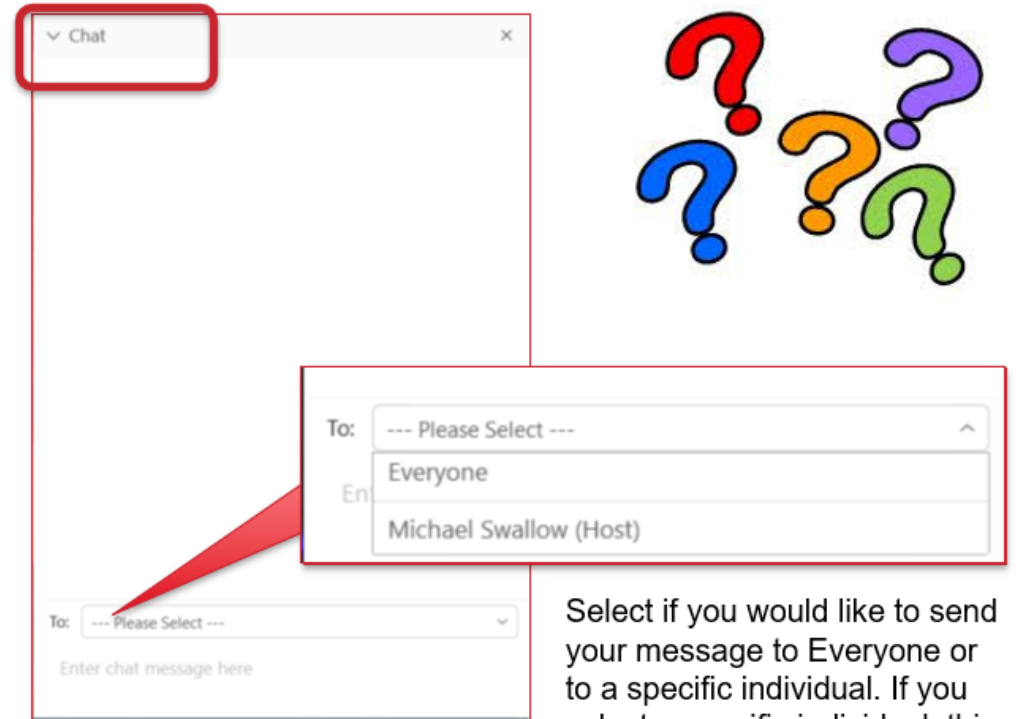 Chat
To: --- Please Select ---
Everyone
Michael Swallow (Host)
To: --- Please Select ---
Enter chat message here
Select if you would like to send
your message to Everyone or
to a specific individual. If you